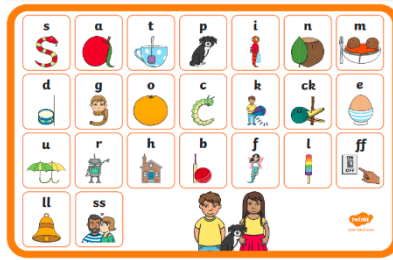 s a t p i n m
d g o c k ck e
u r h b f l ff
ll ss
twinkl